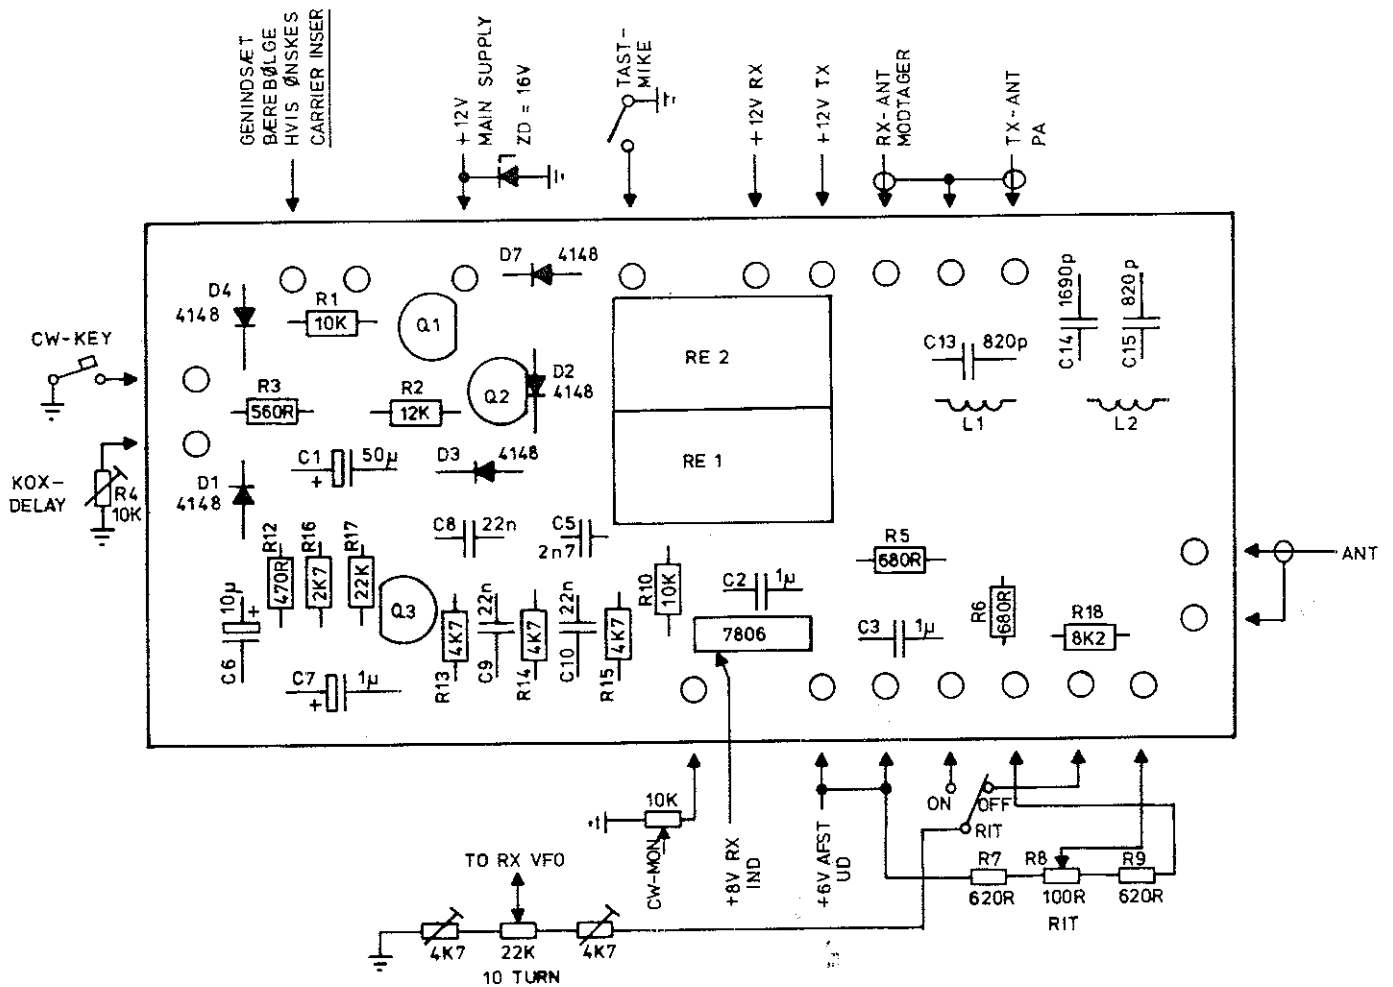 GENINDSÆT
BÆREBØLGE
HVIS ØNSKES
CARRIER INSER
+12V
MAIN SUPPLY
ZD = 16V
TAST-
MIKE
+12V RX
+12V TX
RX-ANT
MODTAGER
TX-ANT
PA
D7
4148
D4
4148
R1
10K
Q1
RE 2
C13
820p
C14
1690p
C15
820p
CW-KEY
R3
560R
R2
12K
Q2
D2
4148
L1
L2
C1
+
50µ
D3
4148
RE 1
KOX-
DELAY
R4
10K
D1
4148
R12
470R
R16
2K7
R17
22K
C8
22n
C5
2n7
R10
10K
C2
1µ
R5
680R
ANT
C6
10µ
+
Q3
R13
4K7
C9
22n
R14
4K7
C10
22n
R15
4K7
7806
C3
1µ
R6
680R
R18
8K2
C7
+
1µ
10K
CW-MON
+8V RX
IND
+6V AFST
UD
ON
OFF
RIT
R7
620R
R8
100R
RIT
R9
620R
TO RX VFO
4K7
22K
10 TURN
4K7